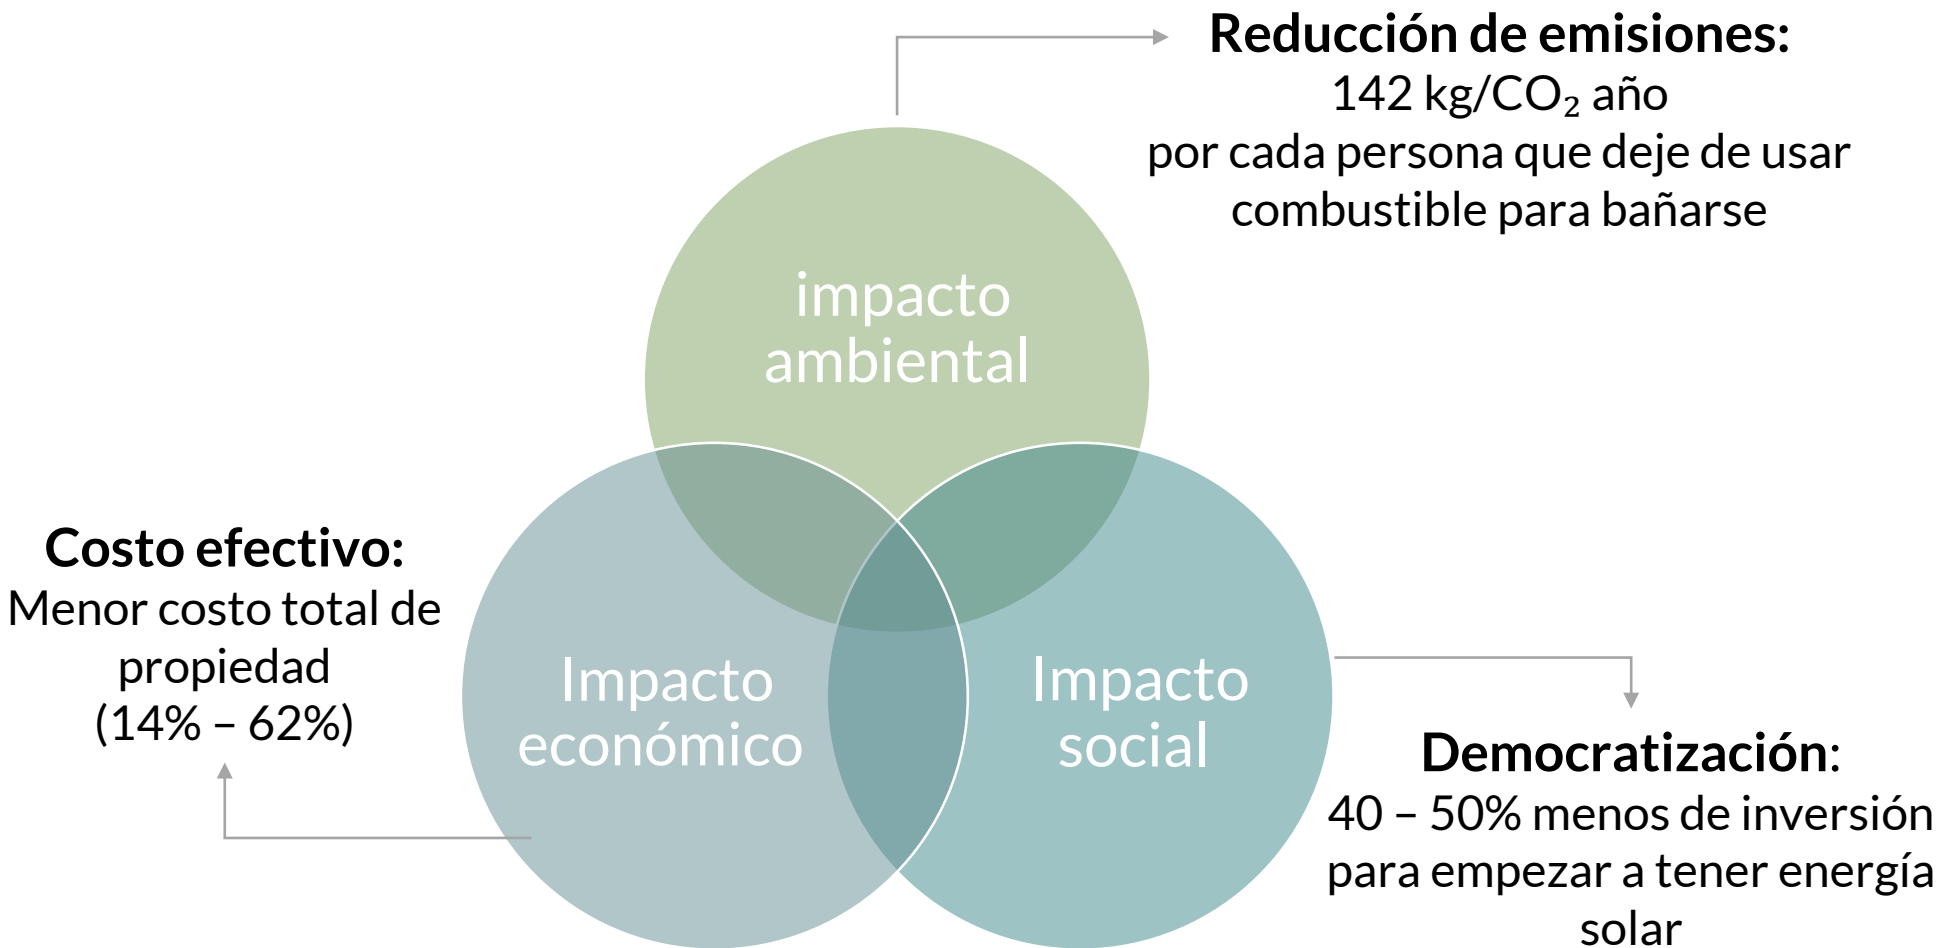 Reducción de emisiones:
142 kg/CO₂ año
por cada persona que deje de usar
combustible para bañarse
impacto
ambiental
Costo efectivo:
Menor costo total de
propiedad
(14% – 62%)
Impacto
económico
Impacto
social
Democratización:
40 – 50% menos de inversión
para empezar a tener energía
solar